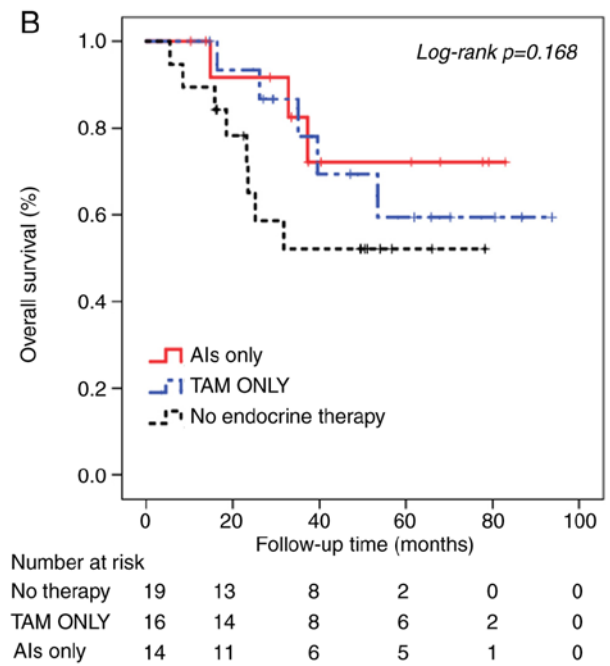 B
Log-rank p=0.168
Overall survival (%)
1.0
0.8
0.6
0.4
0.2
0.0
AIs only
TAM ONLY
No endocrine therapy
0 20 40 60 80 100
Follow-up time (months)
Number at risk
No therapy 19 13 8 2 0 0
TAM ONLY 16 14 8 6 2 0
AIs only 14 11 6 5 1 0